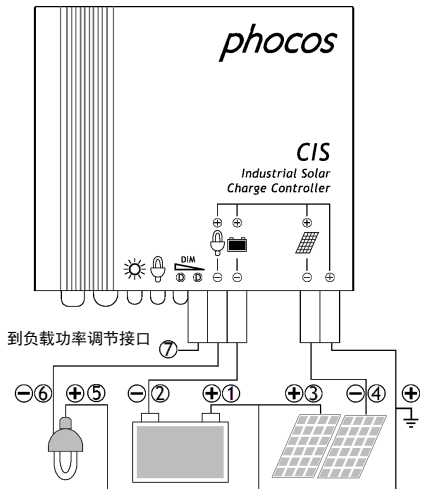 phocos
CIS
Industrial Solar
Charge Controller
⊕ ⊕ ⊕
DIM
⊖ ⊖ ⊖ ⊕
到负载功率调节接口
⑦
⊖⑥ ⊕⑤ ⊖② ⊕① ⊕③ ⊖④ ⊕